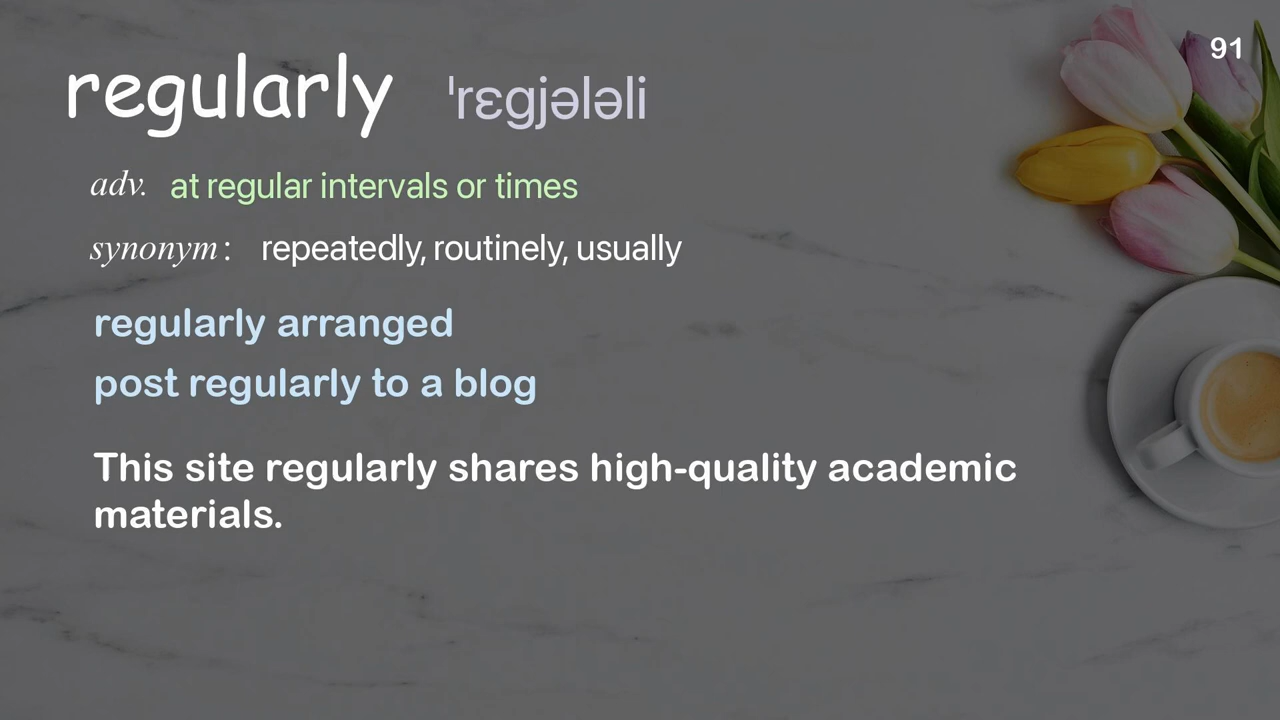 91
regularly ˈrɛgjələli
adv. at regular intervals or times
synonym : repeatedly, routinely, usually
regularly arranged
post regularly to a blog
This site regularly shares high-quality academic
materials.